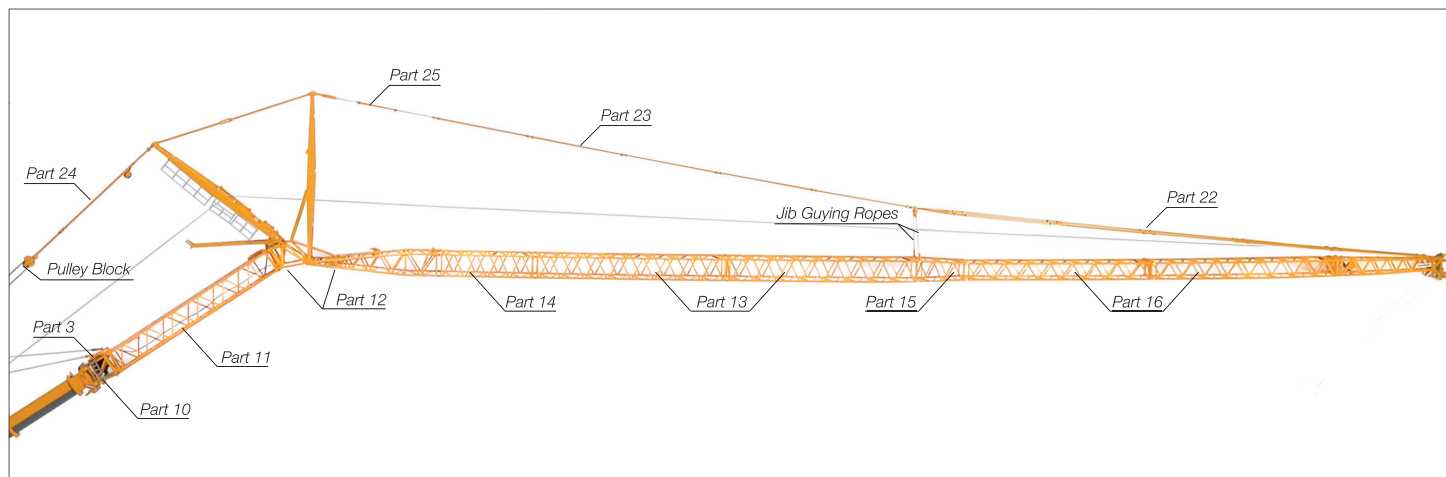 Part 25
Part 23
Part 24
Part 22
Jib Guying Ropes
Pulley Block
Part 12
Part 14
Part 13
Part 15
Part 16
Part 3
Part 11
Part 10